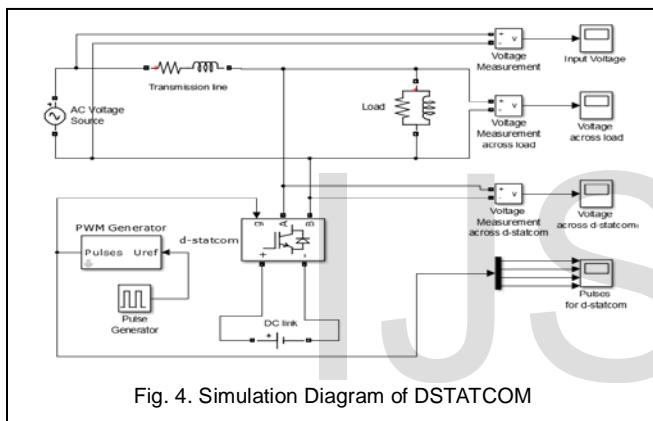 Voltage
Measurement
Input Voltage
Transmission line
AC Voltage
Source
Load
Voltage
Measurement
across load
Voltage
across load
PWM Generator
Pulses Uref
d-statcom
g A B
+ -
Voltage
Measurement
across d-statcom
Voltage
across d-statcom
Pulse
Generator
DC link
Pulses
for d-statcom
IJS
Fig. 4. Simulation Diagram of DSTATCOM